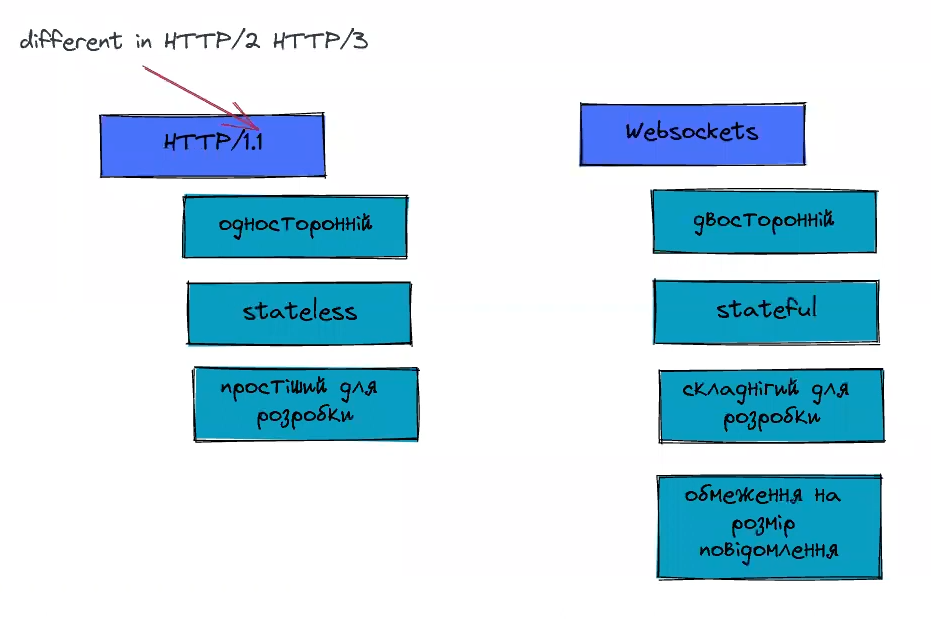 different in HTTP/2 HTTP/3
HTTP/1.1
Websockets
односторонній
двосторонній
stateless
stateful
простіший для
розробки
складнігий для
розробки
обмеження на
розмір
повідомлення